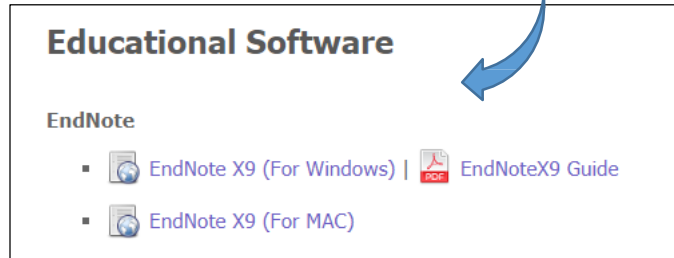 Educational Software
EndNote
EndNote X9 (For Windows) | PDF EndNoteX9 Guide
EndNote X9 (For MAC)